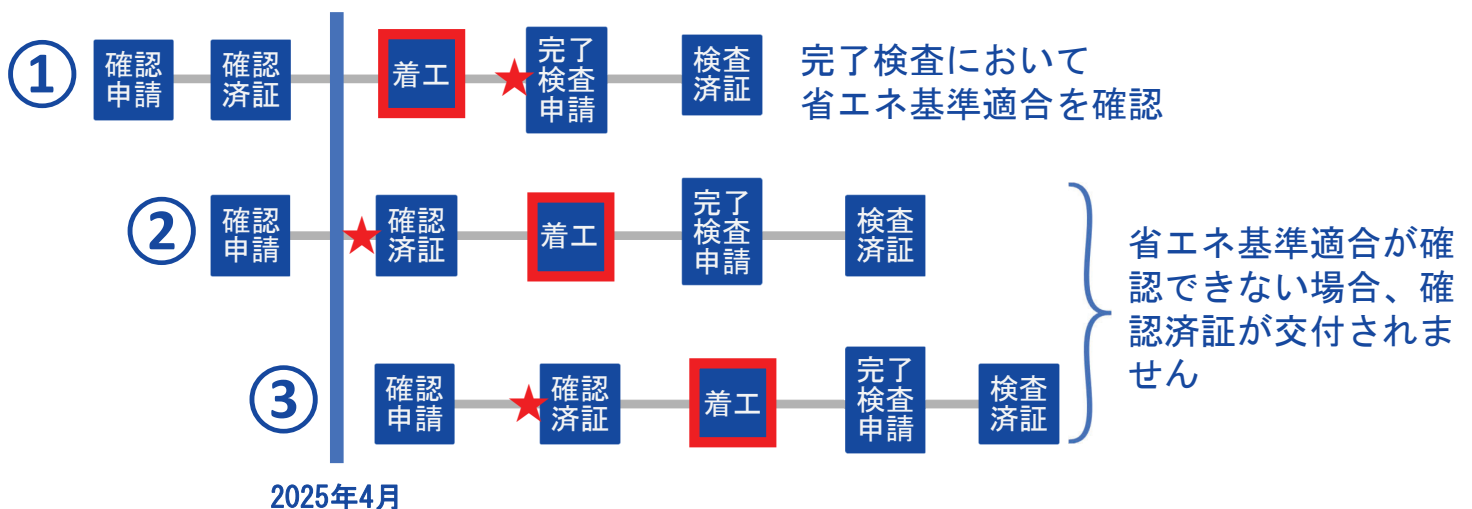 ①
確認
申請
確認
済証
着工
完了
検査
申請
検査
済証
完了検査において
省エネ基準適合を確認
②
確認
申請
確認
済証
着工
完了
検査
申請
検査
済証
省エネ基準適合が確
認できない場合、確
認済証が交付されま
せん
③
確認
申請
確認
済証
着工
完了
検査
申請
検査
済証
2025年4月